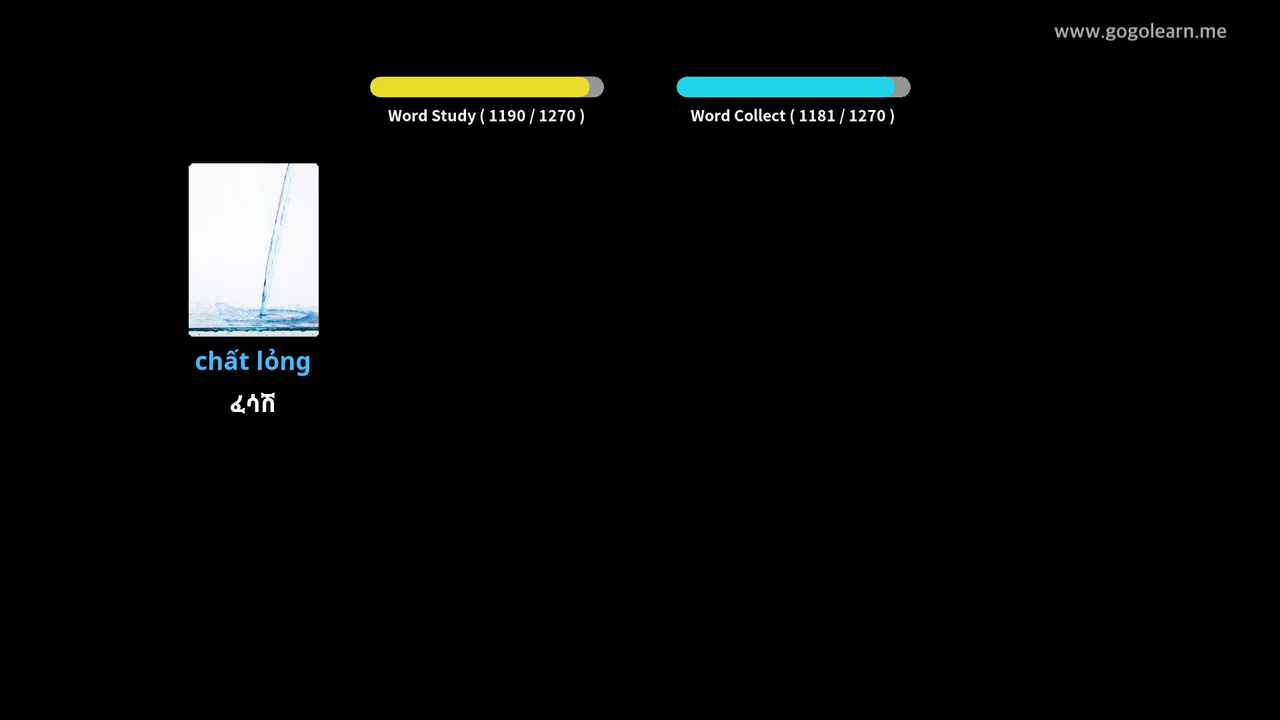 www.gogolearn.me
Word Study ( 1190 / 1270 )
Word Collect ( 1181 / 1270 )
chất lỏng
ፈሳሽ